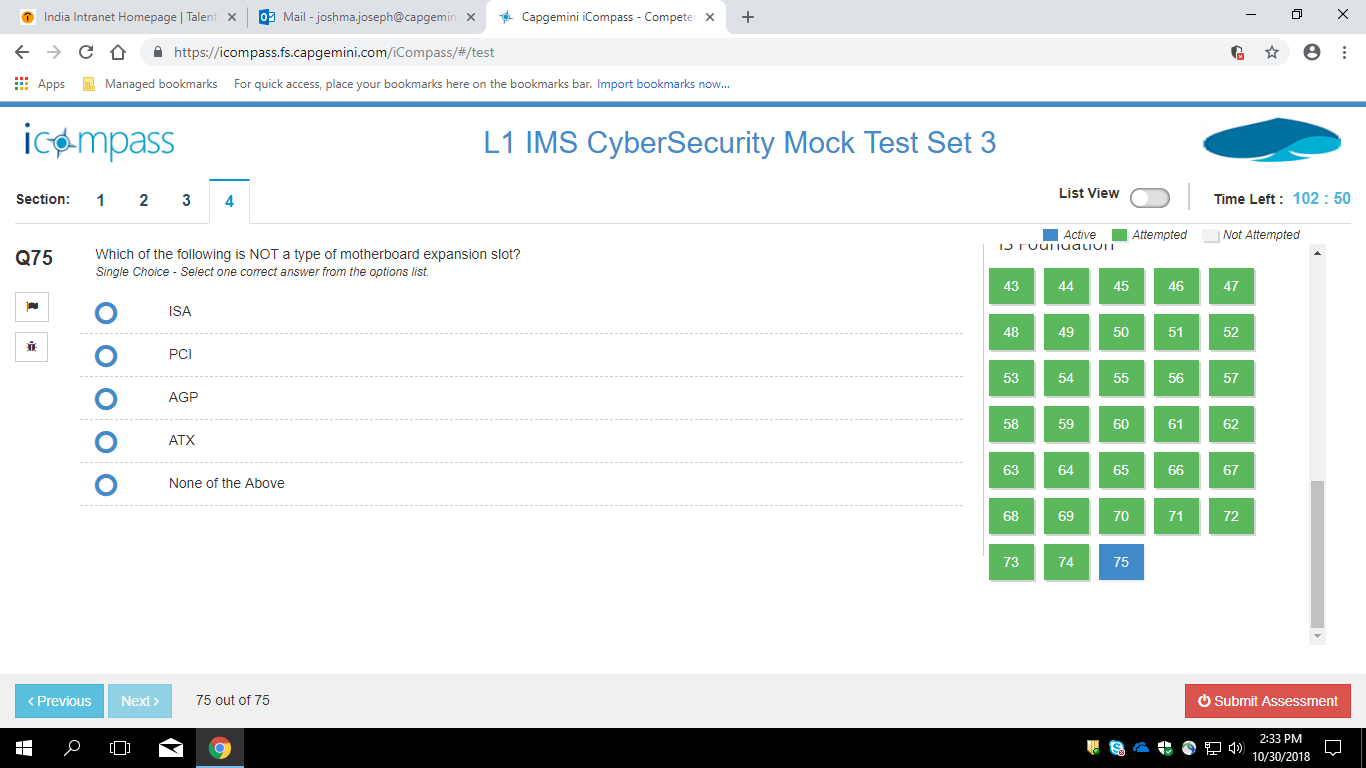 India Intranet Homepage | Talent
Mail - joshma.joseph@capgemin
Capgemini iCompass - Competen
https://icompass.fs.capgemini.com/iCompass/#/test
Apps
Managed bookmarks
For quick access, place your bookmarks here on the bookmarks bar. Import bookmarks now...
icompass
L1 IMS CyberSecurity Mock Test Set 3
Section: 1 2 3 4
List View
Time Left : 102 : 50
Active Attempted Not Attempted
IS Foundation
Q75
Which of the following is NOT a type of motherboard expansion slot?
Single Choice - Select one correct answer from the options list.
ISA
PCI
AGP
ATX
None of the Above
43 44 45 46 47
48 49 50 51 52
53 54 55 56 57
58 59 60 61 62
63 64 65 66 67
68 69 70 71 72
73 74 75
Previous
Next
75 out of 75
Submit Assessment
2:33 PM
10/30/2018